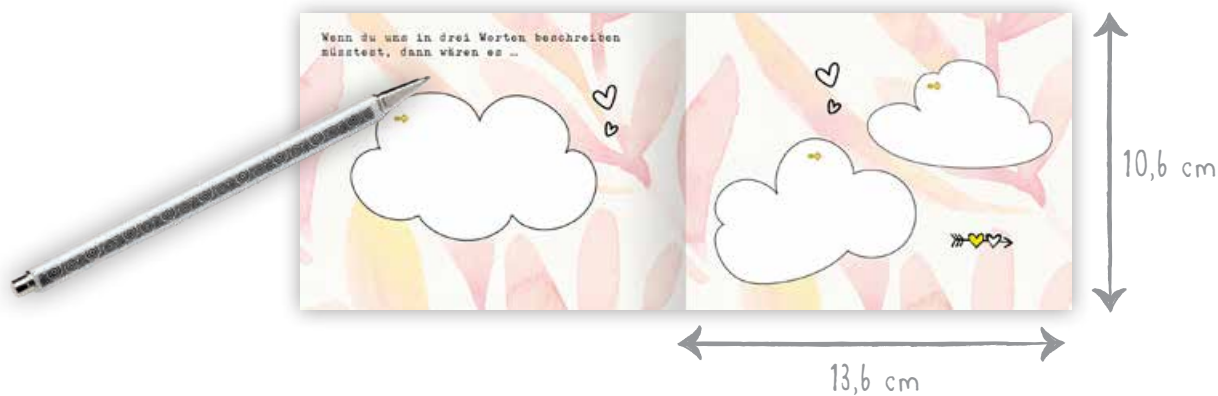 Wenn du uns in drei Worten beschreiben
müsstest, dann wären es …
10,6 cm
13,6 cm